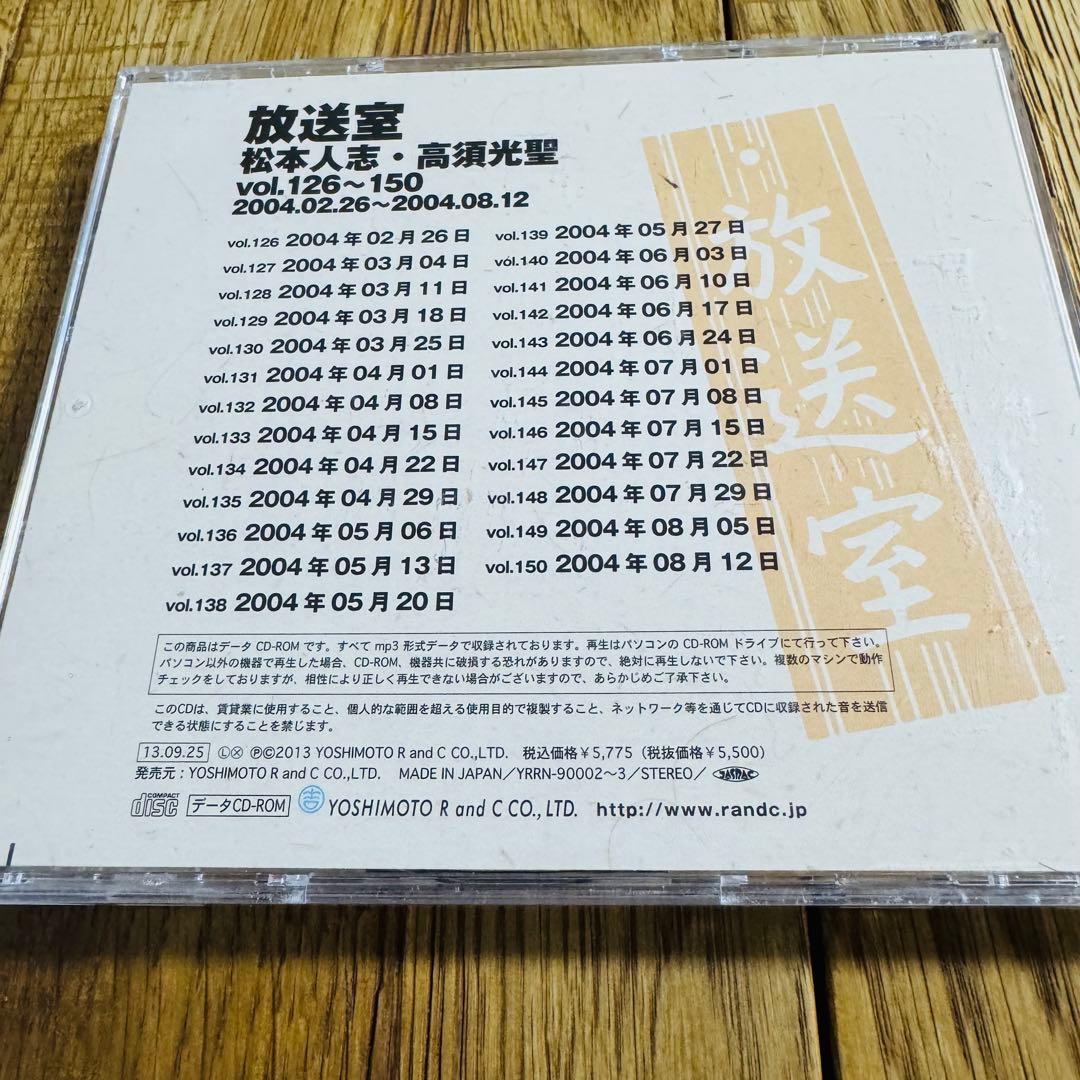 放送室
松本人志・高須光聖
vol.126～150
2004.02.26～2004.08.12
vol.126 2004年02月26日
vol.127 2004年03月04日
vol.128 2004年03月11日
vol.129 2004年03月18日
vol.130 2004年03月25日
vol.131 2004年04月01日
vol.132 2004年04月08日
vol.133 2004年04月15日
vol.134 2004年04月22日
vol.135 2004年04月29日
vol.136 2004年05月06日
vol.137 2004年05月13日
vol.138 2004年05月20日
vol.139 2004年05月27日
vol.140 2004年06月03日
vol.141 2004年06月10日
vol.142 2004年06月17日
vol.143 2004年06月24日
vol.144 2004年07月01日
vol.145 2004年07月08日
vol.146 2004年07月15日
vol.147 2004年07月22日
vol.148 2004年07月29日
vol.149 2004年08月05日
vol.150 2004年08月12日
放送室
この商品はデータ CD-ROM です。すべて mp3 形式データで収録されております。再生はパソコンの CD-ROM ドライブにて行って下さい。
パソコン以外の機器で再生した場合、CD-ROM、機器共に破損する恐れがありますので、絶対に再生しないで下さい。複数のマシンで動作
チェックをしておりますが、相性により正しく再生できない場合がございますので、あらかじめご了承下さい。
このCDは、賃貸業に使用すること、個人的な範囲を超える使用目的で複製すること、ネットワーク等を通じてCDに収録された音を送信
できる状態にすることを禁じます。
13.09.25 Ⓛⓧ ℗©2013 YOSHIMOTO R and C CO.,LTD. 税込価格￥5,775（税抜価格￥5,500）
発売元：YOSHIMOTO R and C CO.,LTD. MADE IN JAPAN／YRRN-90002～3／STEREO／JASRAC
COMPACT disc データCD-ROM YOSHIMOTO R and C CO., LTD. http://www.randc.jp